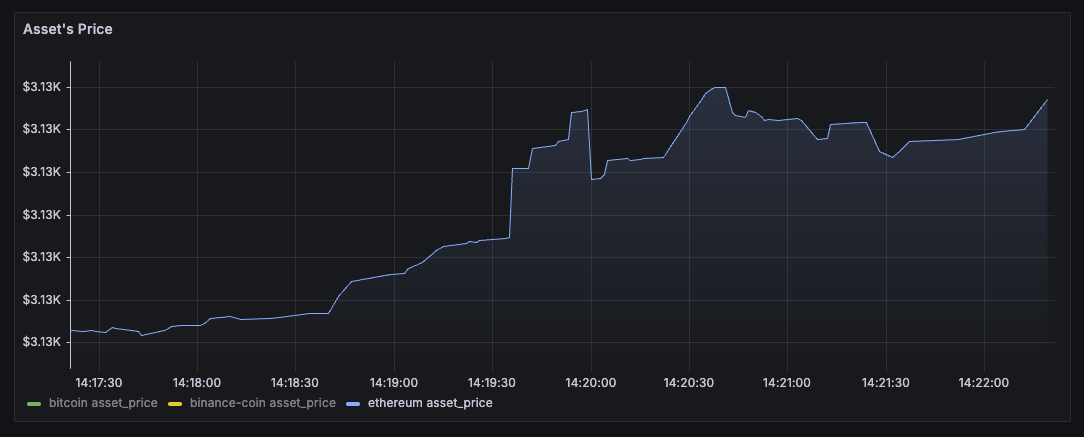 Asset's Price
$3.13K
$3.13K
$3.13K
$3.13K
$3.13K
$3.13K
$3.13K
14:17:30 14:18:00 14:18:30 14:19:00 14:19:30 14:20:00 14:20:30 14:21:00 14:21:30 14:22:00
bitcoin asset_price binance-coin asset_price ethereum asset_price